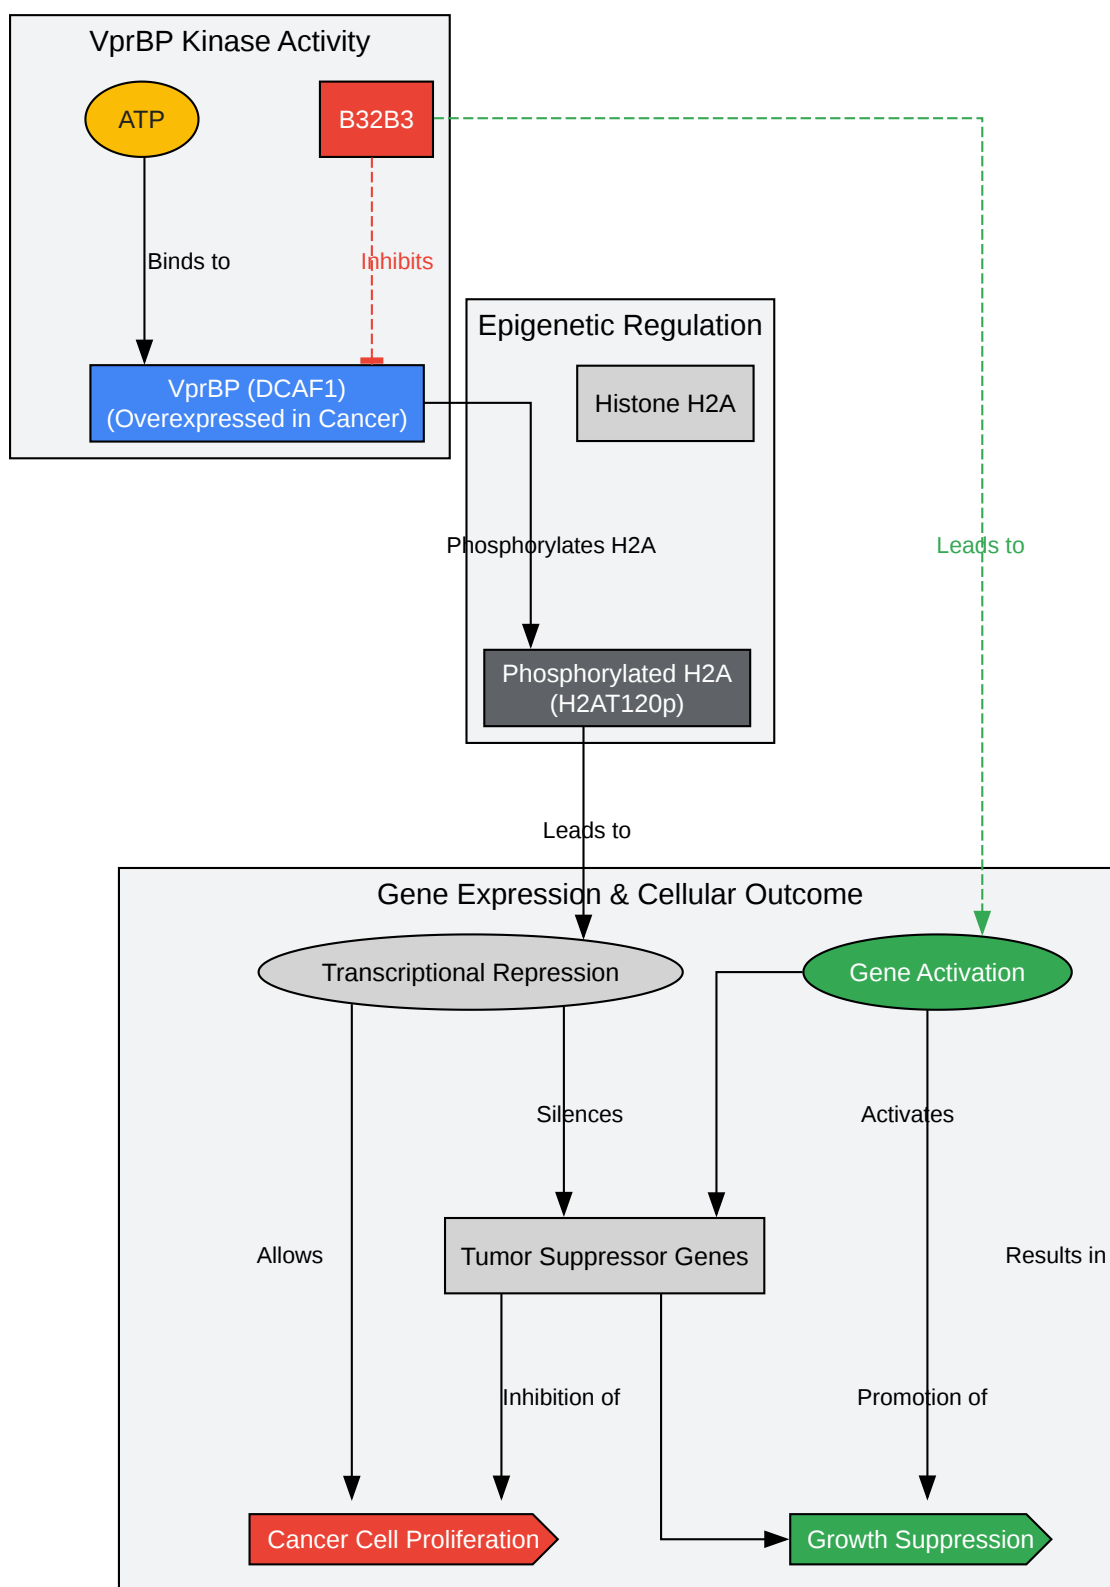 VprBP Kinase Activity
ATP
B32B3
Binds to
Inhibits
VprBP (DCAF1)
(Overexpressed in Cancer)
Epigenetic Regulation
Histone H2A
Phosphorylates H2A
Leads to
Phosphorylated H2A
(H2AT120p)
Leads to
Gene Expression & Cellular Outcome
Transcriptional Repression
Gene Activation
Silences
Activates
Allows
Tumor Suppressor Genes
Results in
Inhibition of
Promotion of
Cancer Cell Proliferation
Growth Suppression